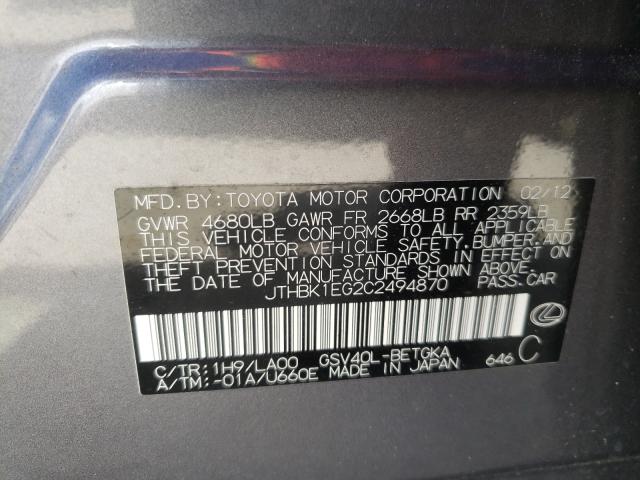 MFD. BY: TOYOTA MOTOR CORPORATION 02/12
GVWR 4680LB GAWR FR 2668LB RR 2359LB
THIS VEHICLE CONFORMS TO ALL APPLICABLE
FEDERAL MOTOR VEHICLE SAFETY, BUMPER, AND
THEFT PREVENTION STANDARDS IN EFFECT ON
THE DATE OF MANUFACTURE SHOWN ABOVE.
JTHBK1EG2C2494870 PASS. CAR
C/TR: 1H9/LA00 GSV40L-BETGKA
A/TM: -01A/U660E MADE IN JAPAN 646 C